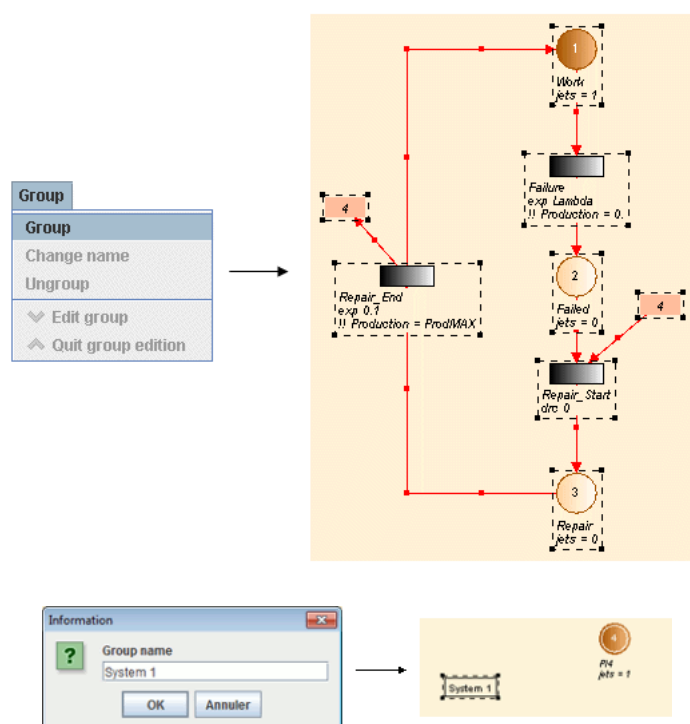 Group
Group
Change name
Ungroup
Edit group
Quit group edition
1
Work
jets = 1
Failure
exp Lambda
!! Production = 0.
4
Repair_End
exp 0.1
!! Production = ProdMAX
2
Failed
jets = 0
4
Repair_Start
drc 0
3
Repair
jets = 0
Information
Group name
System 1
OK
Annuler
4
Pl4
jets = 1
System 1